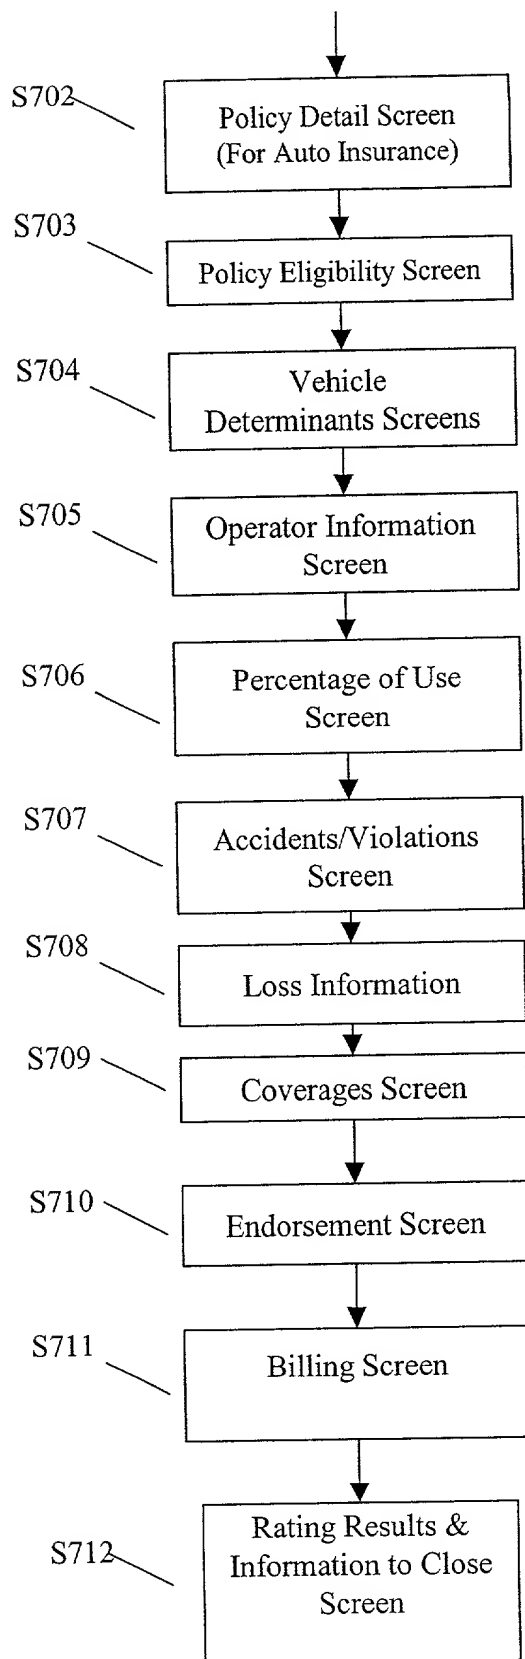 S702
Policy Detail Screen
(For Auto Insurance)
S703
Policy Eligibility Screen
S704
Vehicle
Determinants Screens
S705
Operator Information
Screen
S706
Percentage of Use
Screen
S707
Accidents/Violations
Screen
S708
Loss Information
S709
Coverages Screen
S710
Endorsement Screen
S711
Billing Screen
S712
Rating Results &
Information to Close
Screen